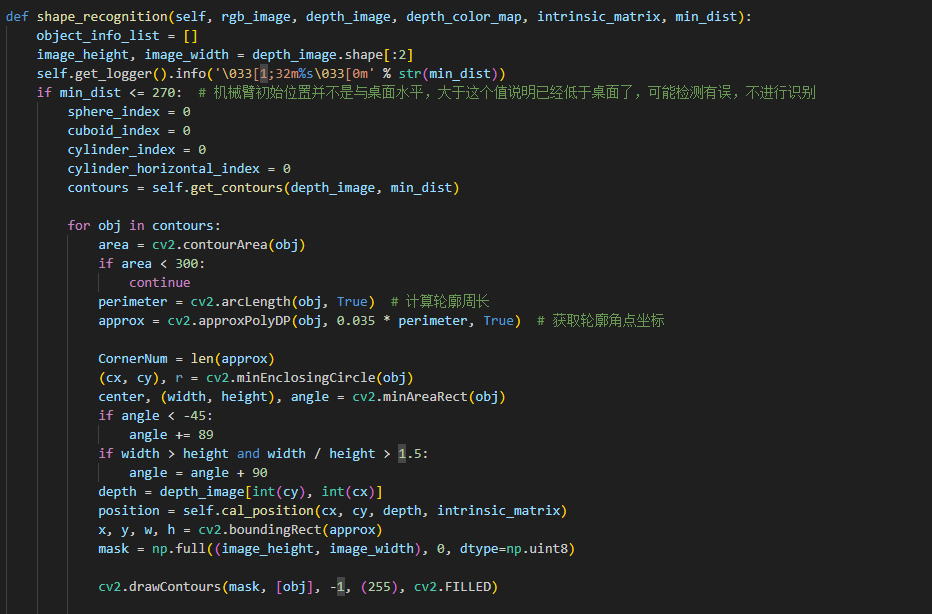 def shape_recognition(self, rgb_image, depth_image, depth_color_map, intrinsic_matrix, min_dist):
    object_info_list = []
    image_height, image_width = depth_image.shape[:2]
    self.get_logger().info('\033[1;32m%s\033[0m' % str(min_dist))
    if min_dist <= 270:  # 机械臂初始位置并不是与桌面水平，大于这个值说明已经低于桌面了，可能检测有误，不进行识别
        sphere_index = 0
        cuboid_index = 0
        cylinder_index = 0
        cylinder_horizontal_index = 0
        contours = self.get_contours(depth_image, min_dist)
        for obj in contours:
            area = cv2.contourArea(obj)
            if area < 300:
                continue
            perimeter = cv2.arcLength(obj, True)  # 计算轮廓周长
            approx = cv2.approxPolyDP(obj, 0.035 * perimeter, True)  # 获取轮廓角点坐标
            CornerNum = len(approx)
            (cx, cy), r = cv2.minEnclosingCircle(obj)
            center, (width, height), angle = cv2.minAreaRect(obj)
            if angle < -45:
                angle += 89
            if width > height and width / height > 1.5:
                angle = angle + 90
            depth = depth_image[int(cy), int(cx)]
            position = self.cal_position(cx, cy, depth, intrinsic_matrix)
            x, y, w, h = cv2.boundingRect(approx)
            mask = np.full((image_height, image_width), 0, dtype=np.uint8)
            cv2.drawContours(mask, [obj], -1, (255), cv2.FILLED)